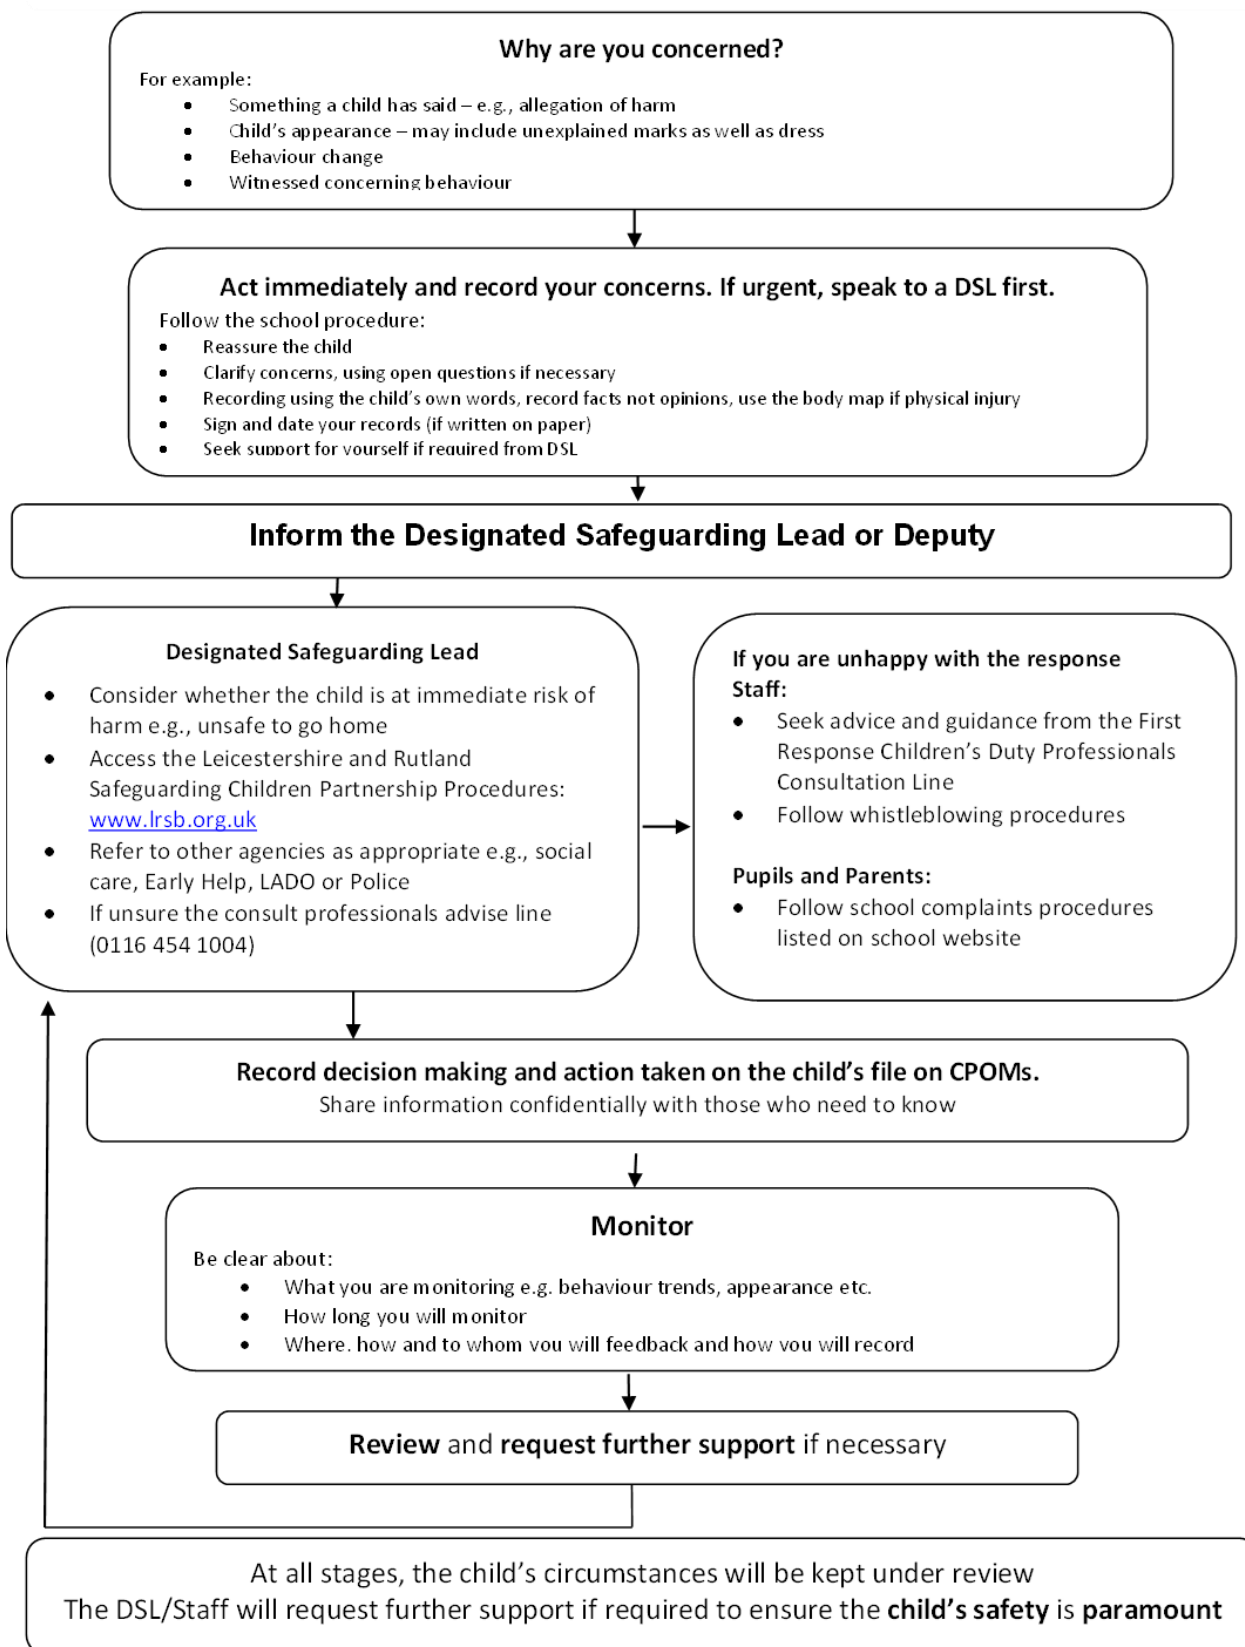 Why are you concerned?
For example:
• Something a child has said – e.g., allegation of harm
• Child's appearance – may include unexplained marks as well as dress
• Behaviour change
• Witnessed concerning behaviour
Act immediately and record your concerns. If urgent, speak to a DSL first.
Follow the school procedure:
• Reassure the child
• Clarify concerns, using open questions if necessary
• Recording using the child's own words, record facts not opinions, use the body map if physical injury
• Sign and date your records (if written on paper)
• Seek support for yourself if required from DSL
Inform the Designated Safeguarding Lead or Deputy
Designated Safeguarding Lead
• Consider whether the child is at immediate risk of
harm e.g., unsafe to go home
• Access the Leicestershire and Rutland
Safeguarding Children Partnership Procedures:
www.lrsb.org.uk
• Refer to other agencies as appropriate e.g., social
care, Early Help, LADO or Police
• If unsure the consult professionals advise line
(0116 454 1004)
If you are unhappy with the response
Staff:
• Seek advice and guidance from the First
Response Children's Duty Professionals
Consultation Line
• Follow whistleblowing procedures
Pupils and Parents:
• Follow school complaints procedures
listed on school website
Record decision making and action taken on the child's file on CPOMs.
Share information confidentially with those who need to know
Monitor
Be clear about:
• What you are monitoring e.g. behaviour trends, appearance etc.
• How long you will monitor
• Where, how and to whom you will feedback and how you will record
Review and request further support if necessary
At all stages, the child's circumstances will be kept under review
The DSL/Staff will request further support if required to ensure the child's safety is paramount